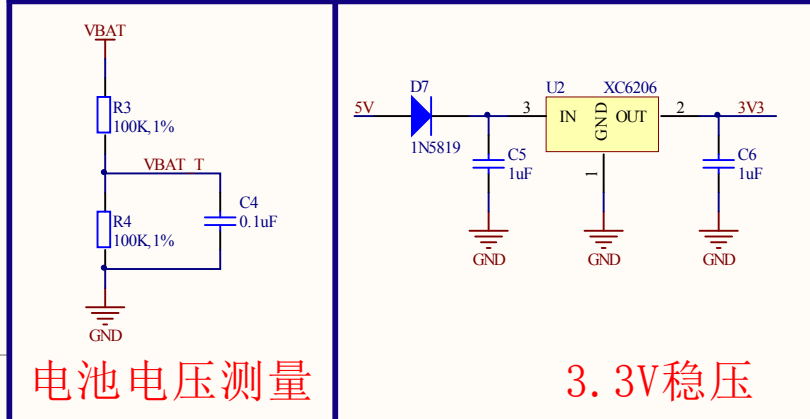 VBAT
R3
100K,1%
VBAT_T
C4
0.1uF
R4
100K,1%
GND
电池电压测量
5V
D7
1N5819
C5
1uF
GND
U2
XC6206
3
IN
GND
OUT
2
1
GND
3V3
C6
1uF
GND
3.3V稳压